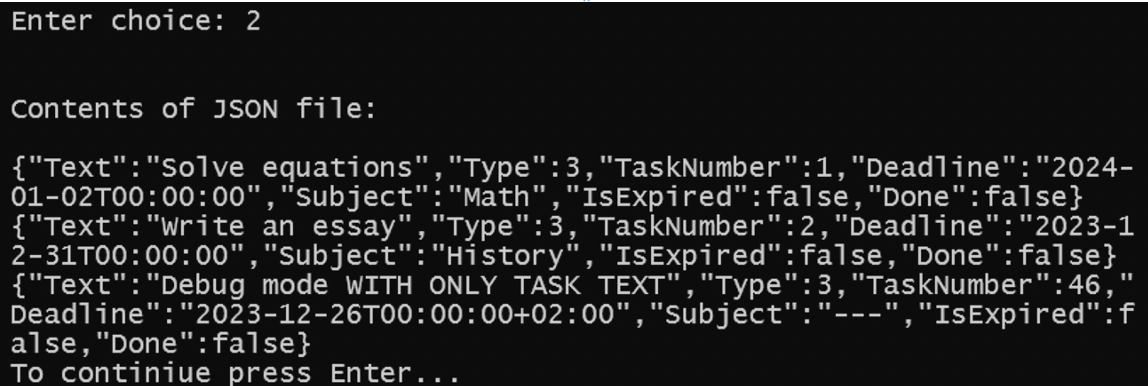 Enter choice: 2
Contents of JSON file:
{"Text":"Solve equations","Type":3,"TaskNumber":1,"Deadline":"2024-
01-02T00:00:00","Subject":"Math","IsExpired":false,"Done":false}
{"Text":"Write an essay","Type":3,"TaskNumber":2,"Deadline":"2023-1
2-31T00:00:00","Subject":"History","IsExpired":false,"Done":false}
{"Text":"Debug mode WITH ONLY TASK TEXT","Type":3,"TaskNumber":46,"
Deadline":"2023-12-26T00:00:00+02:00","Subject":"---","IsExpired":f
alse,"Done":false}
To continiue press Enter...